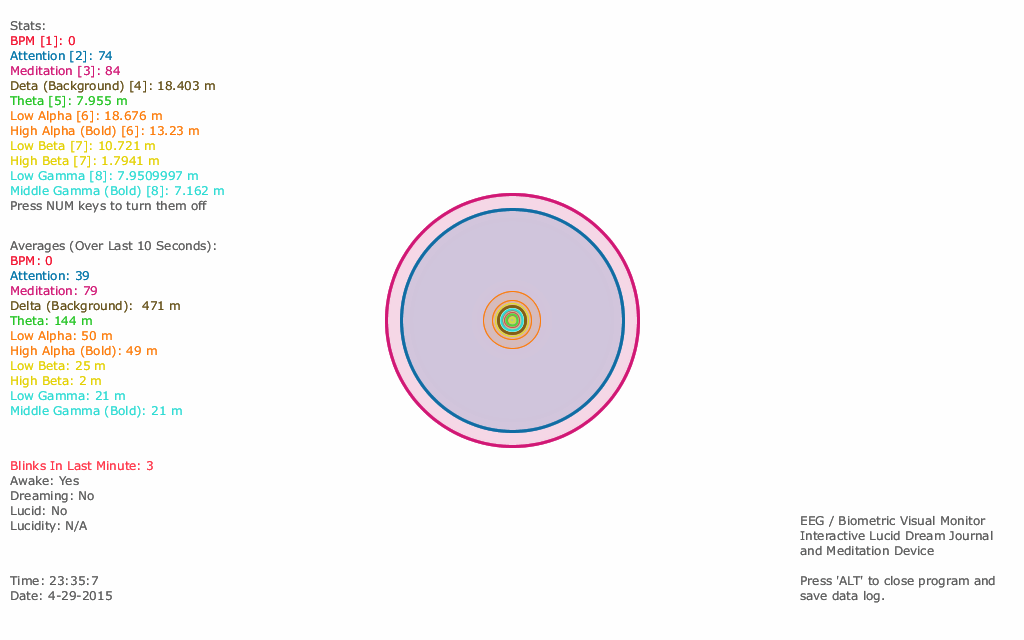 Stats:
BPM [1]: 0
Attention [2]: 74
Meditation [3]: 84
Deta (Background) [4]: 18.403 m
Theta [5]: 7.955 m
Low Alpha [6]: 18.676 m
High Alpha (Bold) [6]: 13.23 m
Low Beta [7]: 10.721 m
High Beta [7]: 1.7941 m
Low Gamma [8]: 7.9509997 m
Middle Gamma (Bold) [8]: 7.162 m
Press NUM keys to turn them off
Averages (Over Last 10 Seconds):
BPM: 0
Attention: 39
Meditation: 79
Delta (Background):  471 m
Theta: 144 m
Low Alpha: 50 m
High Alpha (Bold): 49 m
Low Beta: 25 m
High Beta: 2 m
Low Gamma: 21 m
Middle Gamma (Bold): 21 m
Blinks In Last Minute: 3
Awake: Yes
Dreaming: No
Lucid: No
Lucidity: N/A
Time: 23:35:7
Date: 4-29-2015
EEG / Biometric Visual Monitor
Interactive Lucid Dream Journal
and Meditation Device
Press 'ALT' to close program and
save data log.